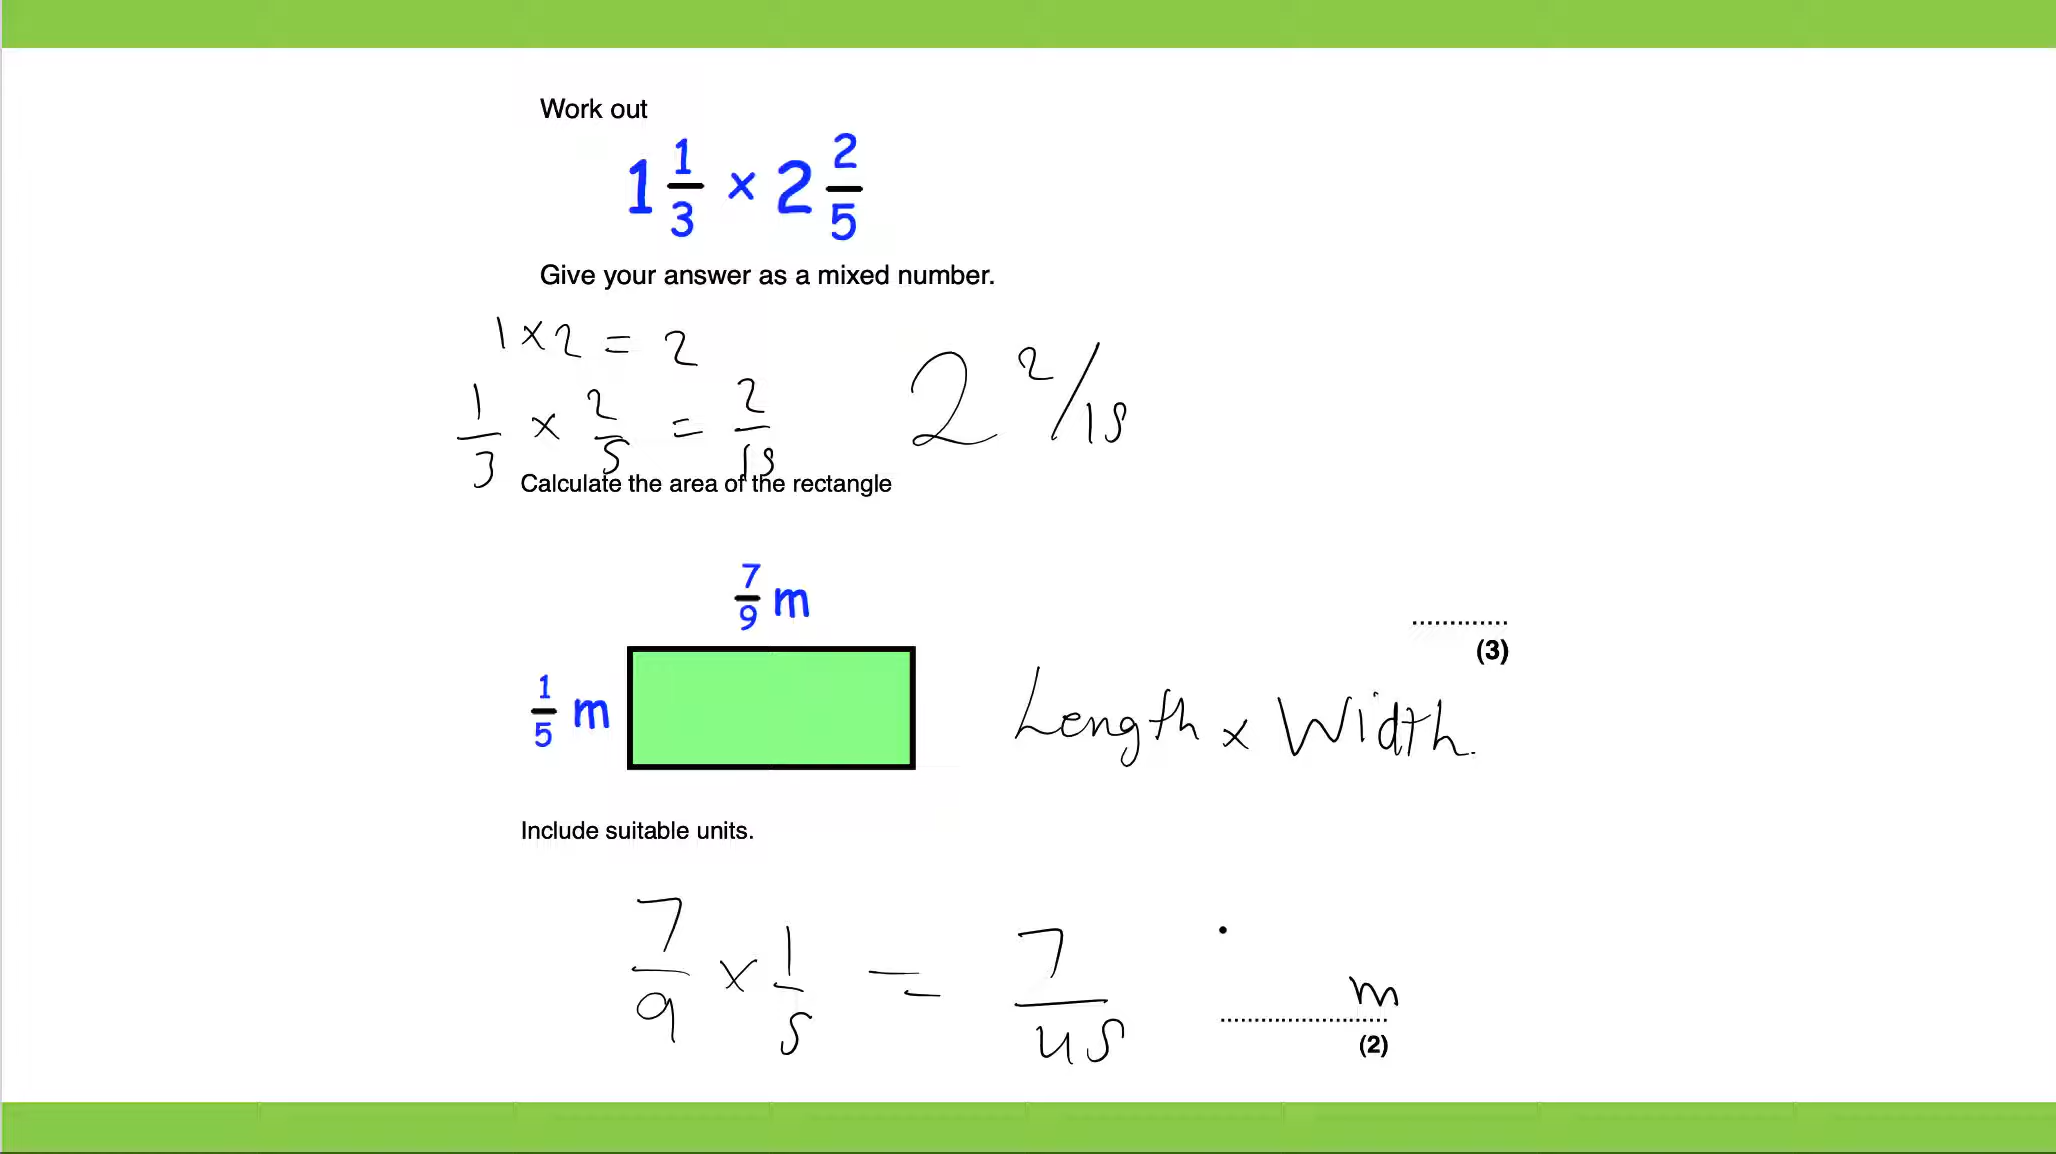 Work out
1 1/3 × 2 2/5
Give your answer as a mixed number.
1 × 2 = 2
1/3 × 2/5 = 2/15
2 2/15
Calculate the area of the rectangle
7/9 m
1/5 m
(3)
Length × Width.
Include suitable units.
7/9 × 1/5 = 7/45
m
(2)